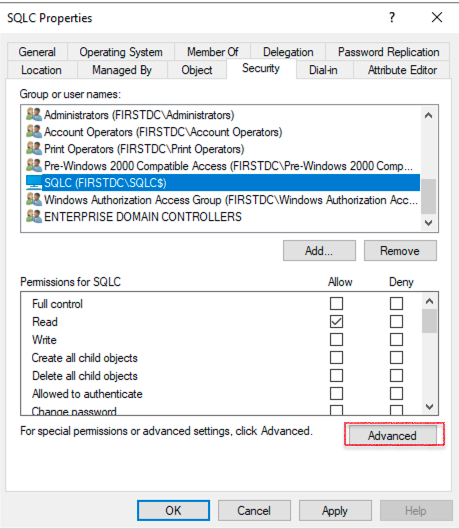 SQLC Properties
General Operating System Member Of Delegation Password Replication
Location Managed By Object Security Dial-in Attribute Editor
Group or user names:
Administrators (FIRSTDC\Administrators)
Account Operators (FIRSTDC\Account Operators)
Print Operators (FIRSTDC\Print Operators)
Pre-Windows 2000 Compatible Access (FIRSTDC\Pre-Windows 2000 Comp...
SQLC (FIRSTDC\SQLC$)
Windows Authorization Access Group (FIRSTDC\Windows Authorization Acc...
ENTERPRISE DOMAIN CONTROLLERS
Add... Remove
Permissions for SQLC Allow Deny
Full control
Read
Write
Create all child objects
Delete all child objects
Allowed to authenticate
Change password
For special permissions or advanced settings, click Advanced. Advanced
OK Cancel Apply Help